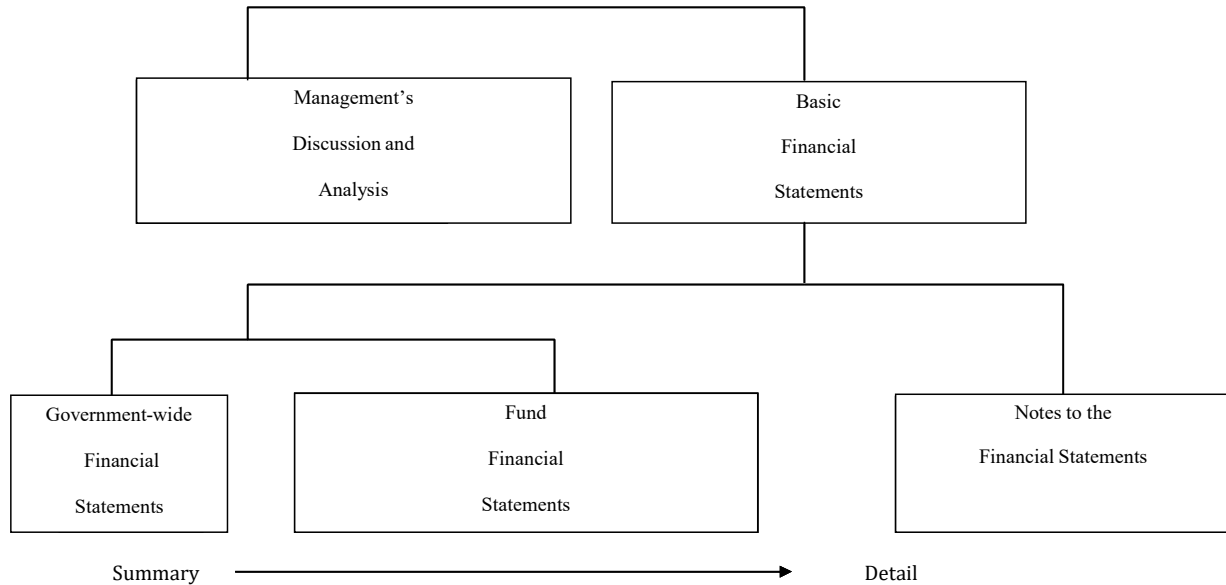 Management’s
Discussion and
Analysis
Basic
Financial
Statements
Government-wide
Financial
Statements
Fund
Financial
Statements
Notes to the
Financial Statements
Summary
Detail